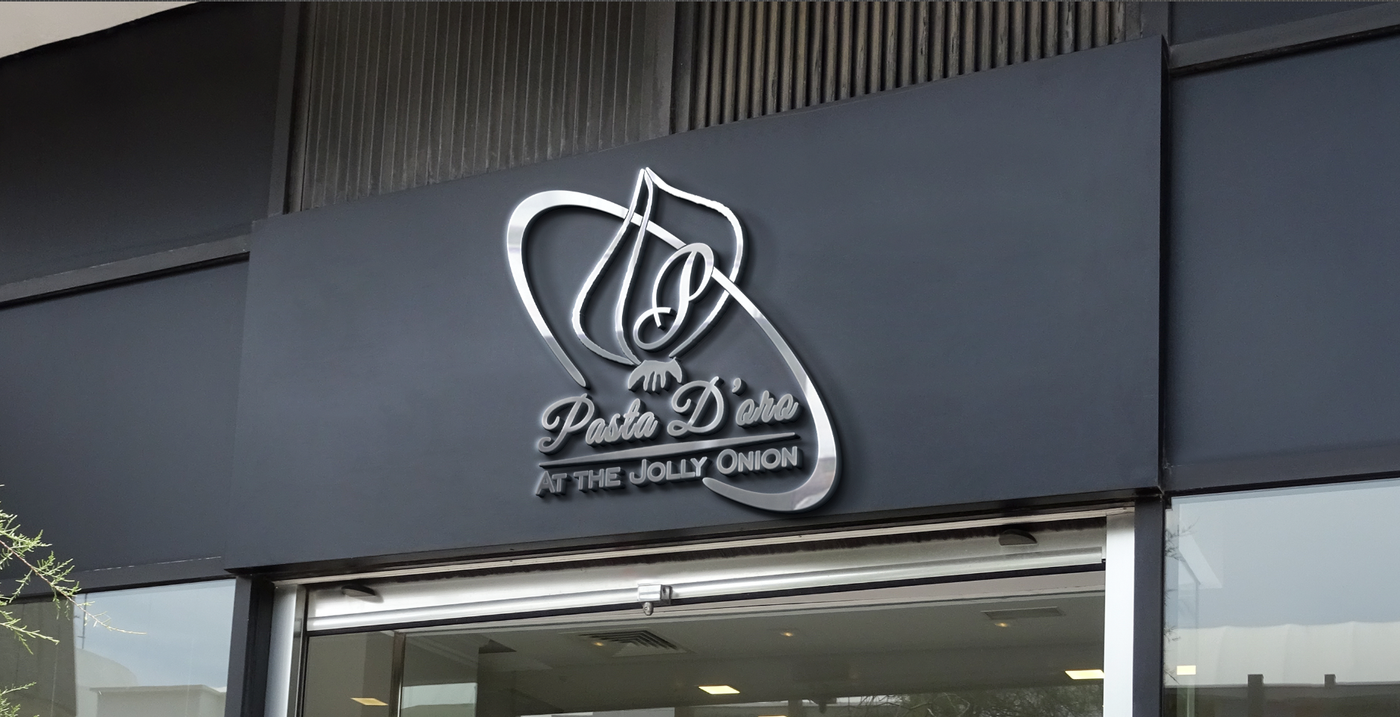 P
Pasta D'oro
AT THE JOLLY ONION